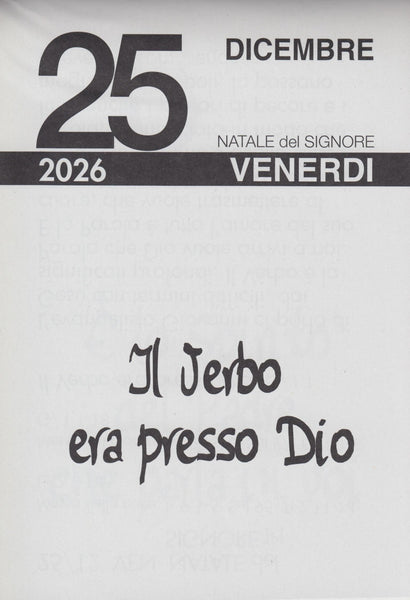 25
DICEMBRE
NATALE del SIGNORE
2026 VENERDI
Il Verbo
era presso Dio